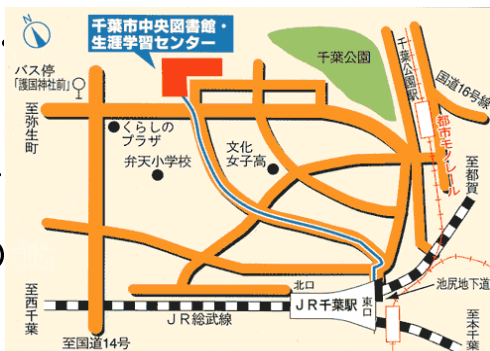 千葉市中央図書館・
生涯学習センター
N
千葉公園
千葉公園駅
国道16号線
都市モノレール
バス停
「護国神社前」
至弥生町
くらしの
プラザ
弁天小学校
文化
女子高
至都賀
至西千葉
北口
JR千葉駅
東口
池尻地下道
JR総武線
至国道14号
至本千葉